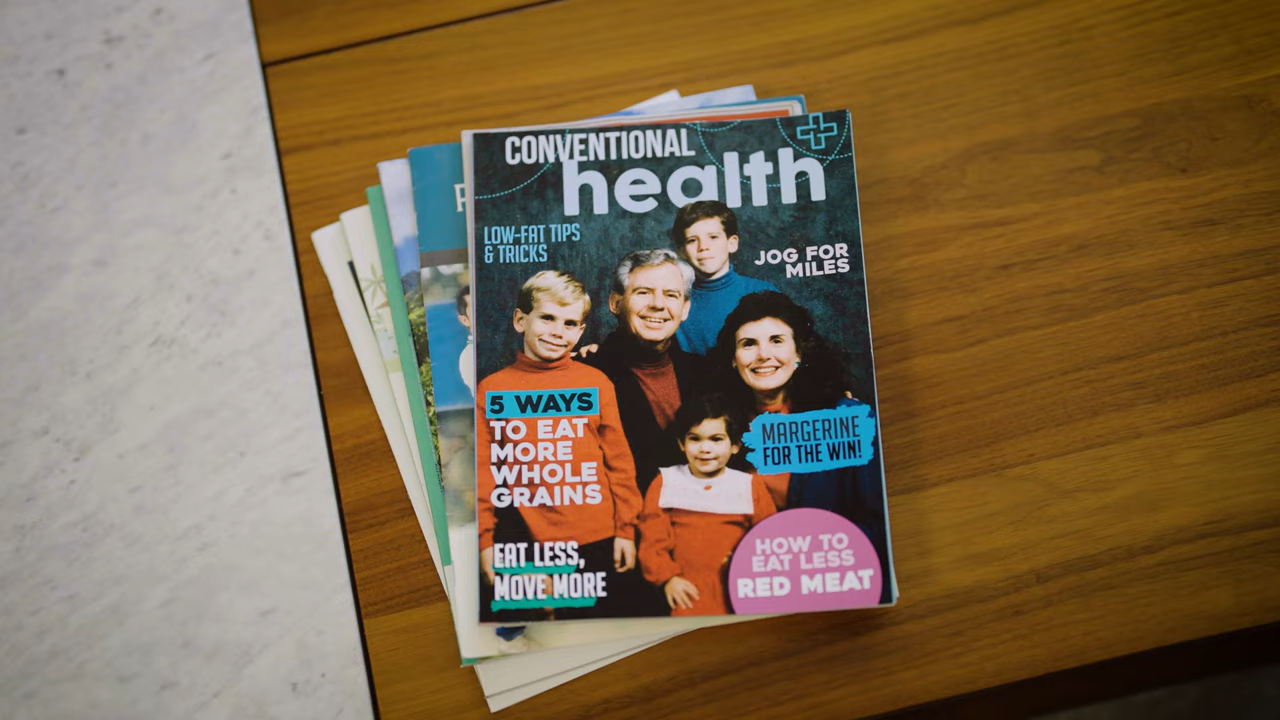 CONVENTIONAL
health
LOW-FAT TIPS
& TRICKS
JOG FOR
MILES
5 WAYS
TO EAT
MORE
WHOLE
GRAINS
MARGERINE
FOR THE WIN!
EAT LESS,
MOVE MORE
HOW TO
EAT LESS
RED MEAT